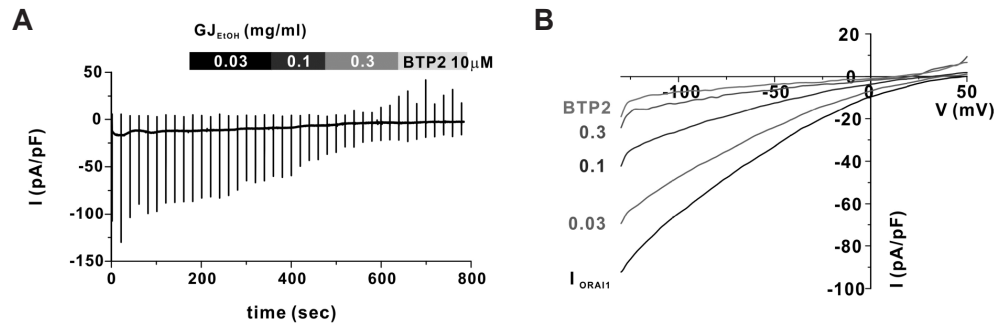 A
GJEtOH (mg/ml)
0.03 0.1 0.3 BTP2 10μM
50
0
-50
-100
-150
I (pA/pF)
0 200 400 600 800
time (sec)
B
20
0
-20
-40
-60
-80
-100
-100 -50 0 50
V (mV)
I (pA/pF)
BTP2
0.3
0.1
0.03
I ORAI1